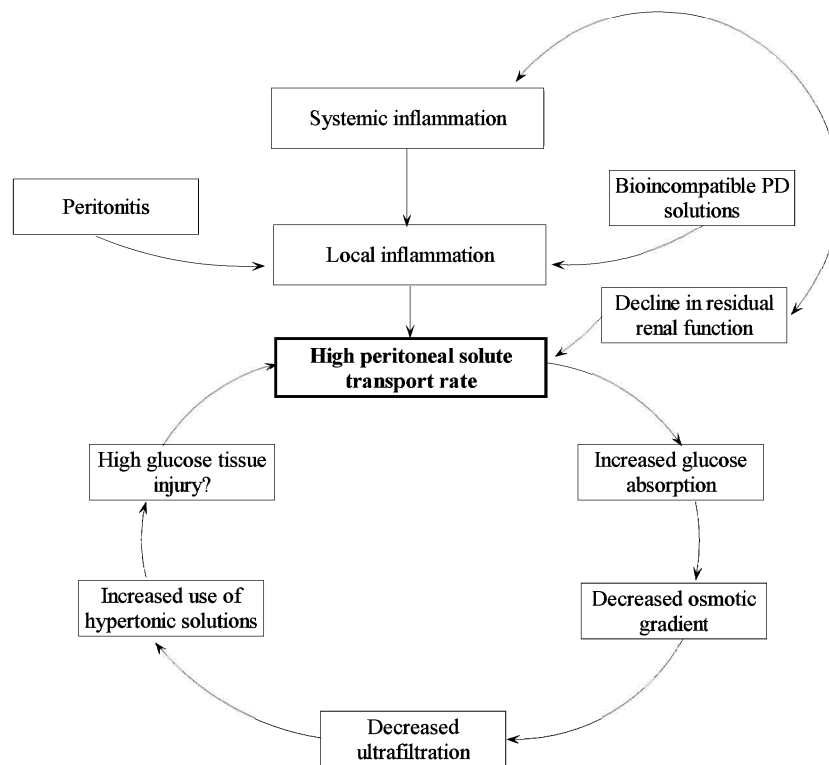 Systemic inflammation
Peritonitis
Bioincompatible PD
solutions
Local inflammation
Decline in residual
renal function
High peritoneal solute
transport rate
High glucose tissue
injury?
Increased glucose
absorption
Increased use of
hypertonic solutions
Decreased osmotic
gradient
Decreased
ultrafiltration